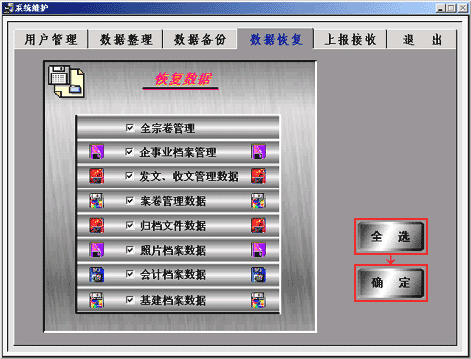 系统维护
用户管理 数据整理 数据备份 数据恢复 上报接收 退 出
恢复数据
全宗卷管理
企事业档案管理
发文、收文管理数据
案卷管理数据
归档文件数据
照片档案数据
会计档案数据
基建档案数据
全 选
确 定